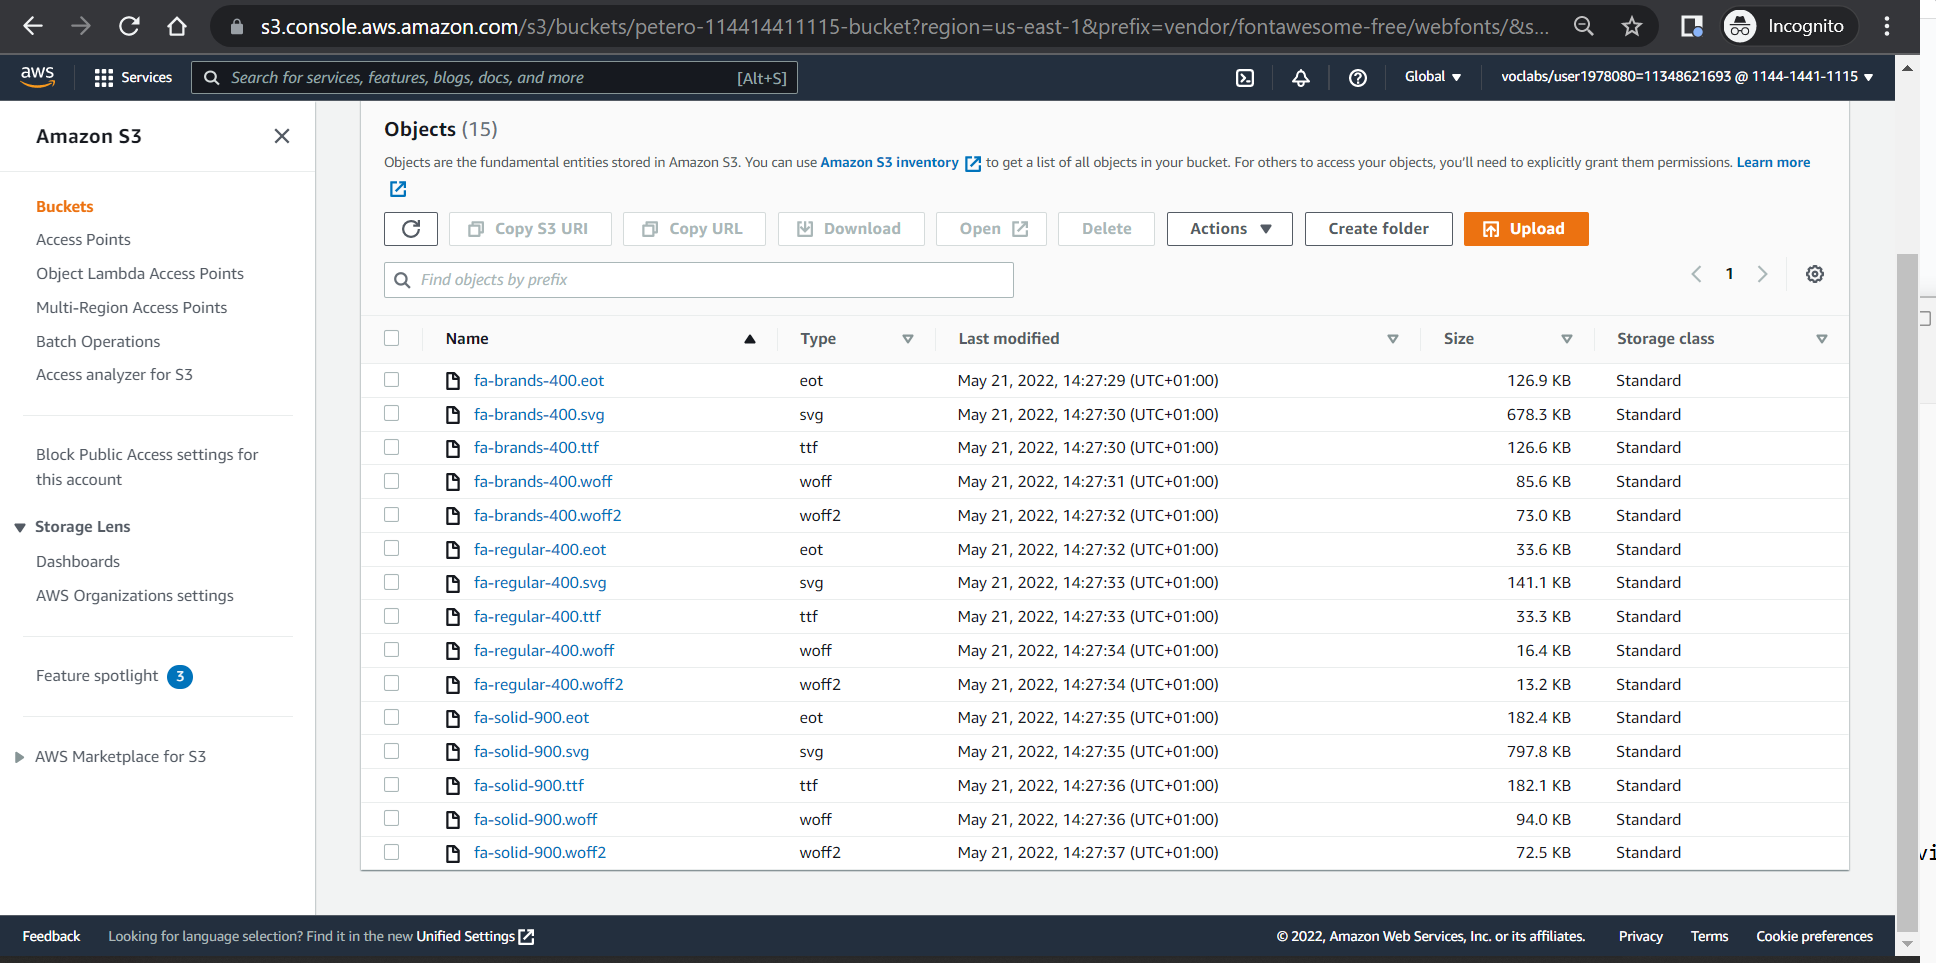 s3.console.aws.amazon.com/s3/buckets/petero-114414411115-bucket?region=us-east-1&prefix=vendor/fontawesome-free/webfonts/&s...
Incognito
aws
Services
Search for services, features, blogs, docs, and more
[Alt+S]
Global
voclabs/user1978080=11348621693 @ 1144-1441-1115
Amazon S3
Buckets
Access Points
Object Lambda Access Points
Multi-Region Access Points
Batch Operations
Access analyzer for S3
Block Public Access settings for
this account
Storage Lens
Dashboards
AWS Organizations settings
Feature spotlight 3
AWS Marketplace for S3
Objects (15)
Objects are the fundamental entities stored in Amazon S3. You can use Amazon S3 inventory to get a list of all objects in your bucket. For others to access your objects, you'll need to explicitly grant them permissions. Learn more
Copy S3 URI
Copy URL
Download
Open
Delete
Actions
Create folder
Upload
Find objects by prefix
1
Name Type Last modified Size Storage class
fa-brands-400.eot eot May 21, 2022, 14:27:29 (UTC+01:00) 126.9 KB Standard
fa-brands-400.svg svg May 21, 2022, 14:27:30 (UTC+01:00) 678.3 KB Standard
fa-brands-400.ttf ttf May 21, 2022, 14:27:30 (UTC+01:00) 126.6 KB Standard
fa-brands-400.woff woff May 21, 2022, 14:27:31 (UTC+01:00) 85.6 KB Standard
fa-brands-400.woff2 woff2 May 21, 2022, 14:27:32 (UTC+01:00) 73.0 KB Standard
fa-regular-400.eot eot May 21, 2022, 14:27:32 (UTC+01:00) 33.6 KB Standard
fa-regular-400.svg svg May 21, 2022, 14:27:33 (UTC+01:00) 141.1 KB Standard
fa-regular-400.ttf ttf May 21, 2022, 14:27:33 (UTC+01:00) 33.3 KB Standard
fa-regular-400.woff woff May 21, 2022, 14:27:34 (UTC+01:00) 16.4 KB Standard
fa-regular-400.woff2 woff2 May 21, 2022, 14:27:34 (UTC+01:00) 13.2 KB Standard
fa-solid-900.eot eot May 21, 2022, 14:27:35 (UTC+01:00) 182.4 KB Standard
fa-solid-900.svg svg May 21, 2022, 14:27:35 (UTC+01:00) 797.8 KB Standard
fa-solid-900.ttf ttf May 21, 2022, 14:27:36 (UTC+01:00) 182.1 KB Standard
fa-solid-900.woff woff May 21, 2022, 14:27:36 (UTC+01:00) 94.0 KB Standard
fa-solid-900.woff2 woff2 May 21, 2022, 14:27:37 (UTC+01:00) 72.5 KB Standard
Feedback
Looking for language selection? Find it in the new Unified Settings
© 2022, Amazon Web Services, Inc. or its affiliates.
Privacy
Terms
Cookie preferences